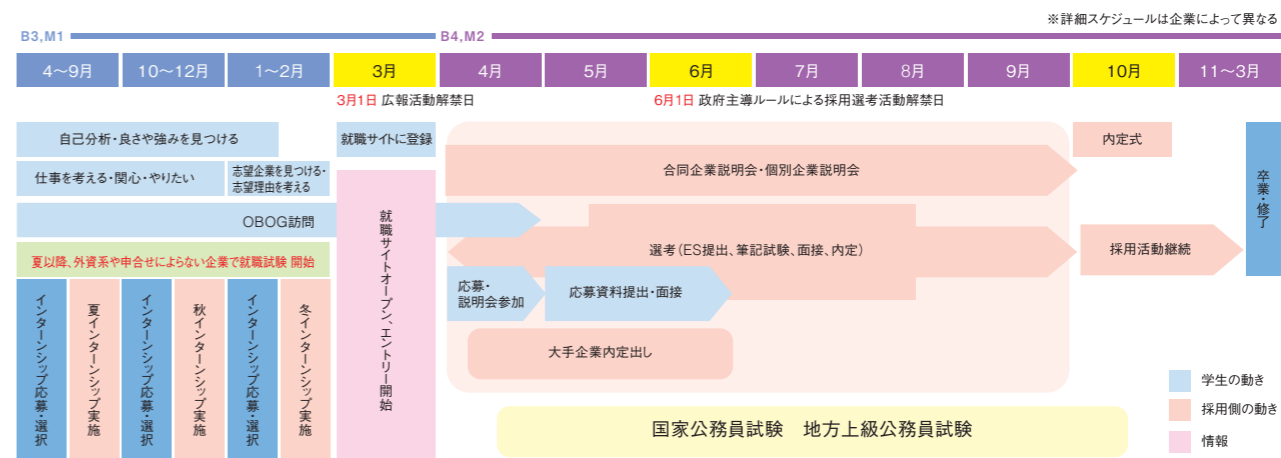 ※詳細スケジュールは企業によって異なる
B3,M1
B4,M2
4〜9月
10〜12月
1〜2月
3月
4月
5月
6月
7月
8月
9月
10月
11〜3月
3月1日 広報活動解禁日
6月1日 政府主導ルールによる採用選考活動解禁日
自己分析・良さや強みを見つける
就職サイトに登録
内定式
仕事を考える・関心・やりたい
志望企業を見つける・
志望理由を考える
合同企業説明会・個別企業説明会
卒業・修了
OBOG訪問
就職サイトオープン、エントリー開始
選考（ES提出、筆記試験、面接、内定）
採用活動継続
夏以降、外資系や申合せによらない企業で就職試験 開始
応募・
説明会参加
応募資料提出・面接
インターンシップ応募・選択
夏インターンシップ実施
インターンシップ応募・選択
秋インターンシップ実施
インターンシップ応募・選択
冬インターンシップ実施
大手企業内定出し
国家公務員試験　地方上級公務員試験
学生の動き
採用側の動き
情報